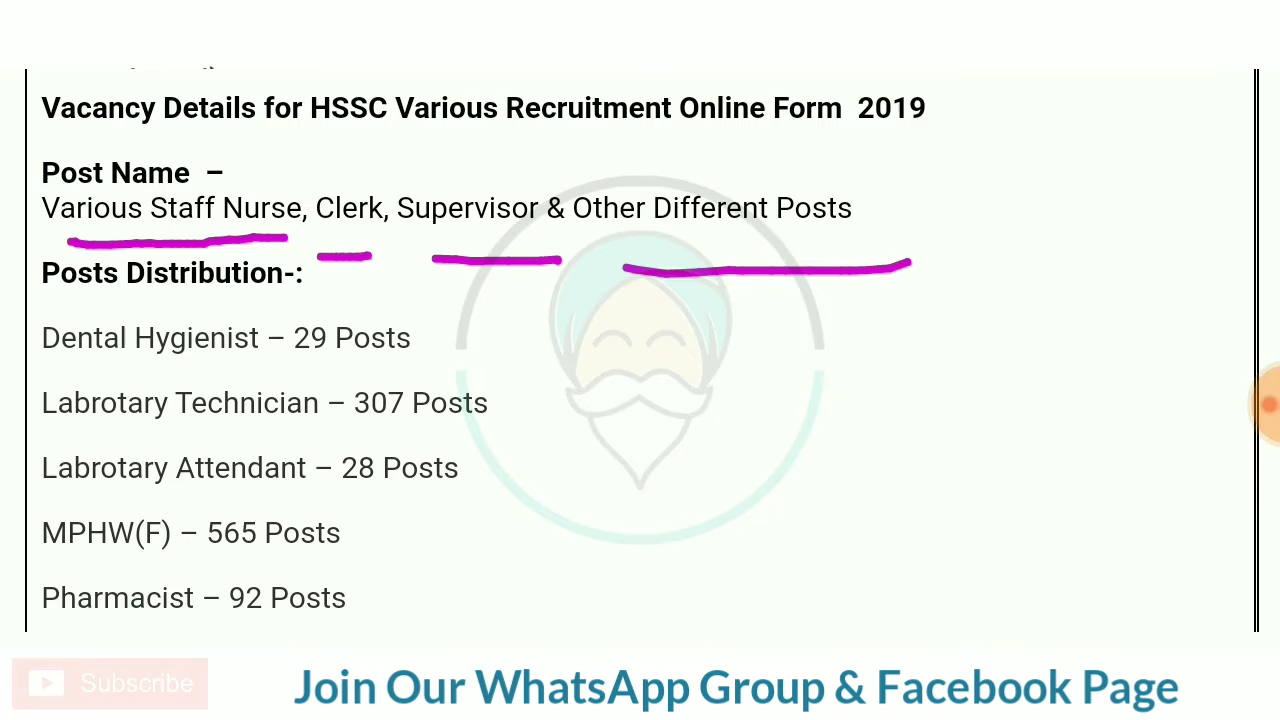 Vacancy Details for HSSC Various Recruitment Online Form 2019
Post Name –
Various Staff Nurse, Clerk, Supervisor & Other Different Posts
Posts Distribution-:
Dental Hygienist – 29 Posts
Labrotary Technician – 307 Posts
Labrotary Attendant – 28 Posts
MPHW(F) – 565 Posts
Pharmacist – 92 Posts
Subscribe
Join Our WhatsApp Group & Facebook Page